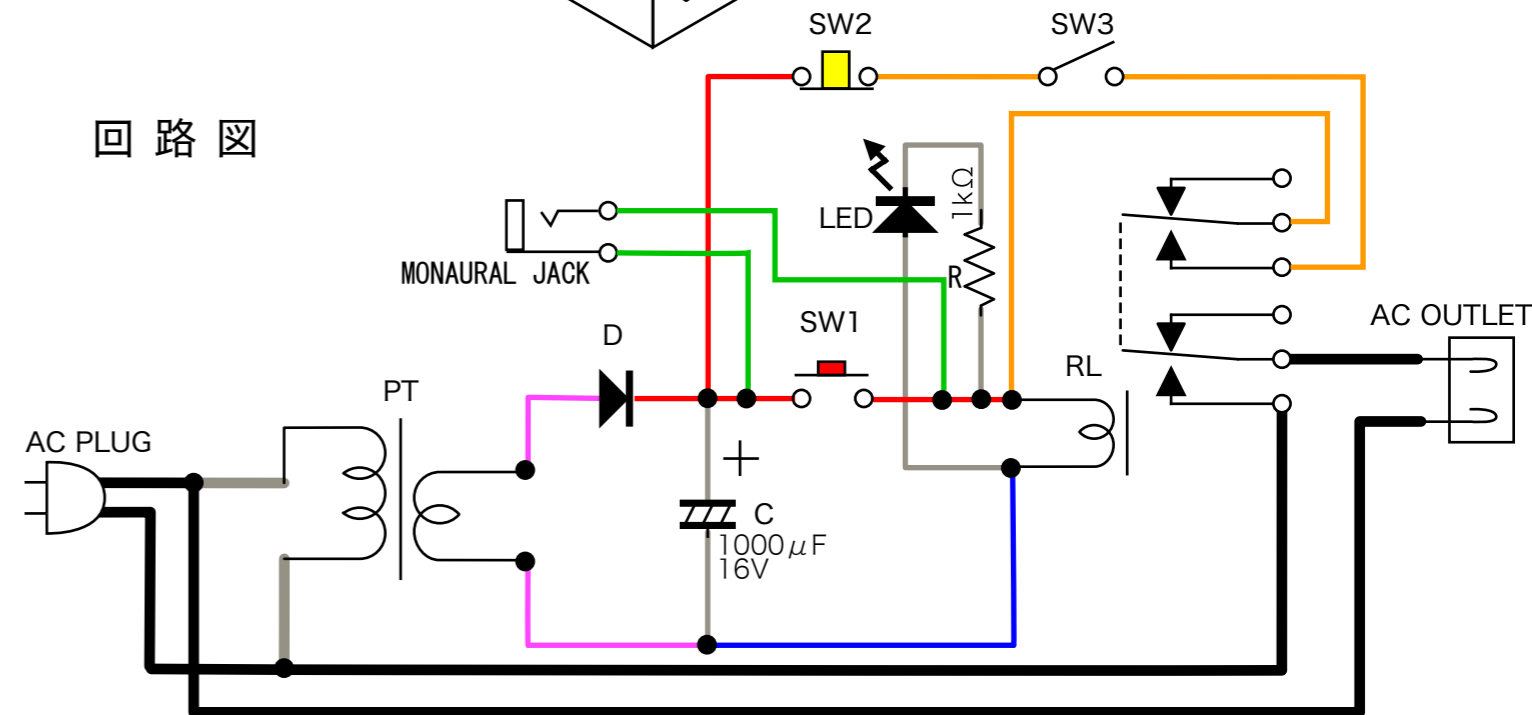 SW2
SW3
回路図
LED
1kΩ
R
MONAURAL JACK
SW1
D
AC OUTLET
RL
PT
AC PLUG
+
C
1000μF
16V